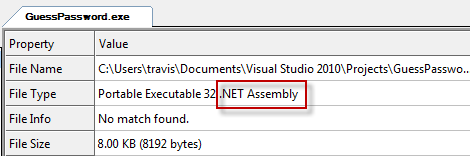 GuessPassword.exe
Property Value
File Name C:\Users\travis\Documents\Visual Studio 2010\Projects\GuessPasswo...
File Type Portable Executable 32 .NET Assembly
File Info No match found.
File Size 8.00 KB (8192 bytes)